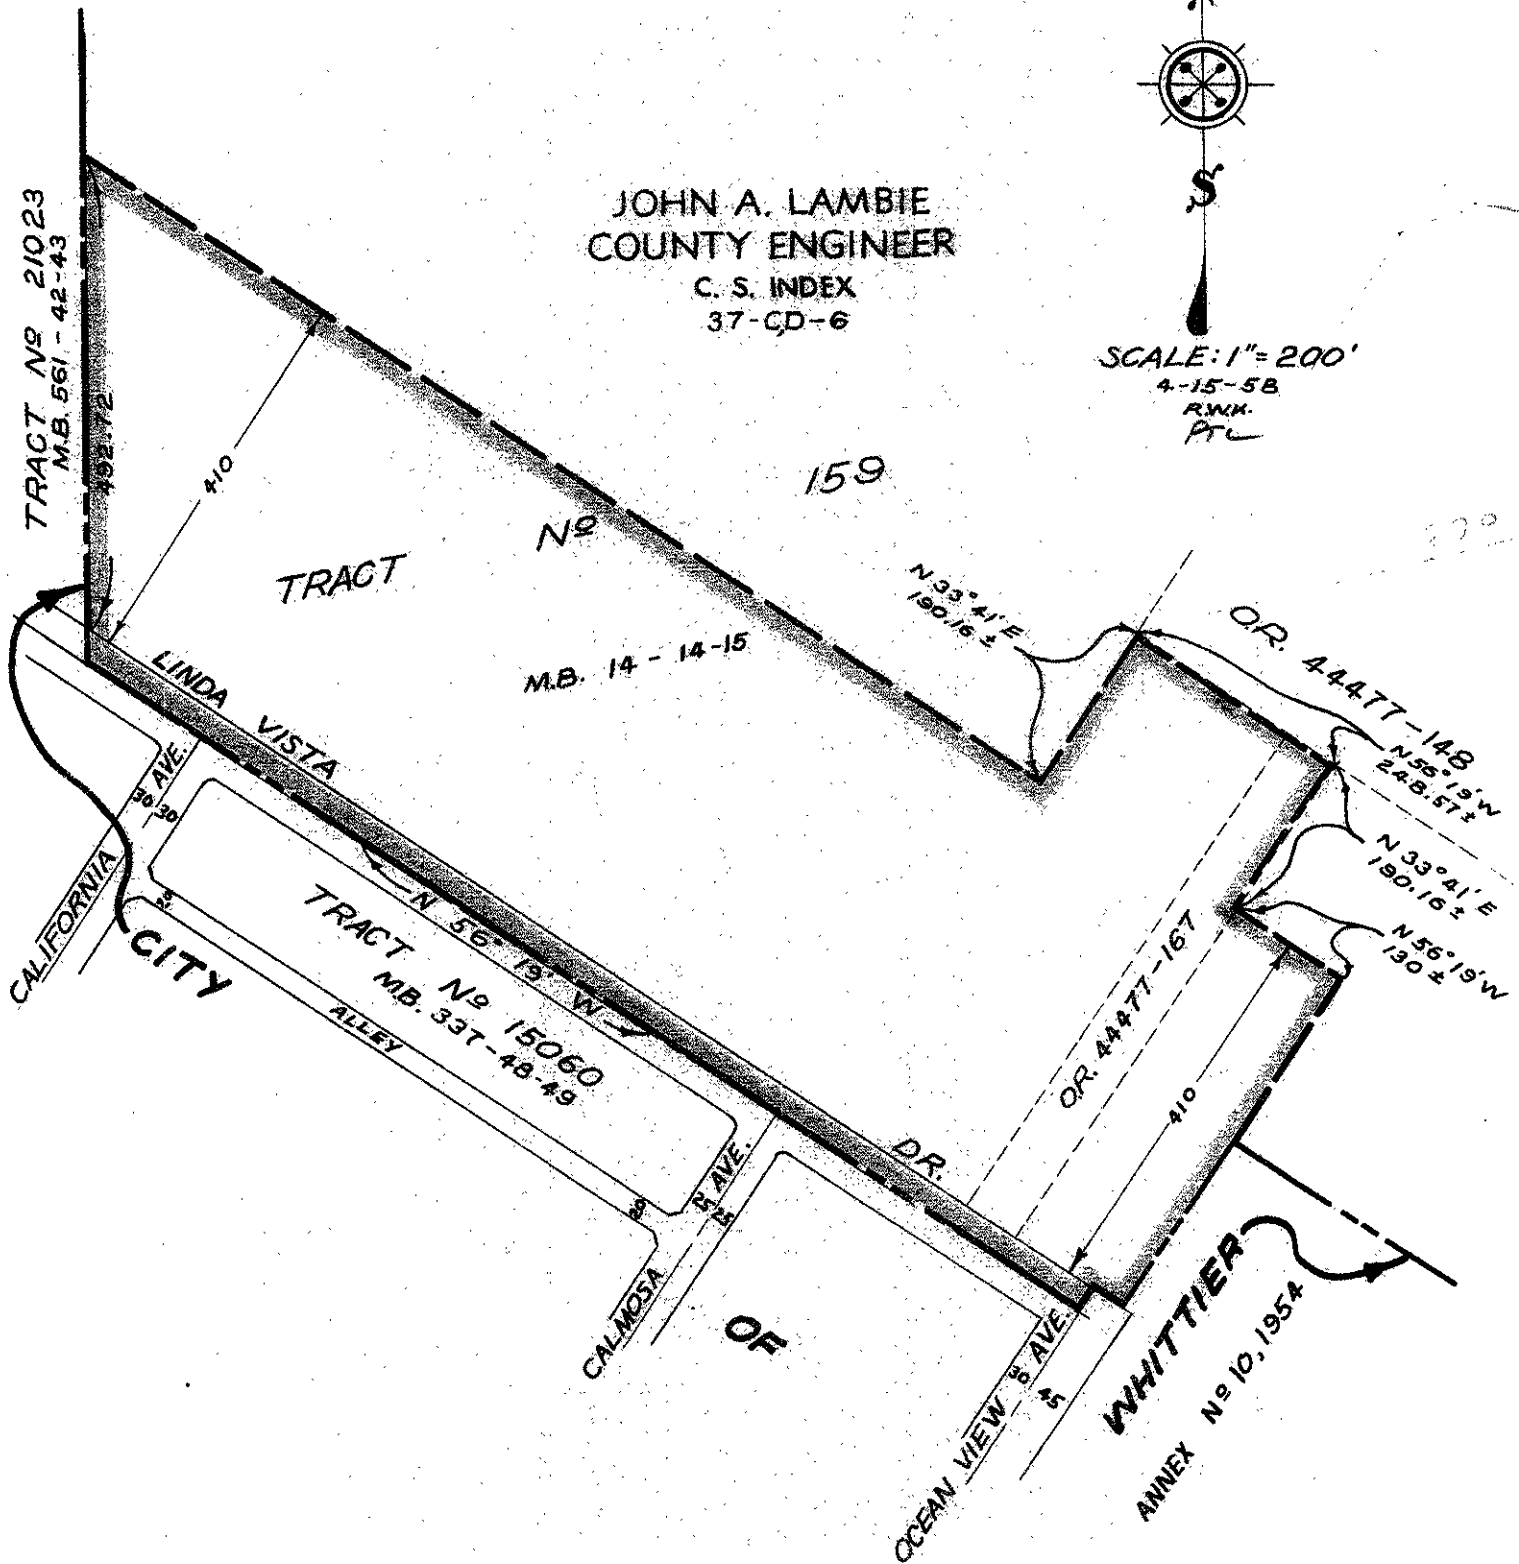 JOHN A. LAMBIE
COUNTY ENGINEER
C. S. INDEX
37-CD-6
S
SCALE: 1"= 200'
4-15-58
R.W.K.
TRACT Nº 21023
M.B. 561 - 42-43
492.72
410
159
TRACT Nº
M.B. 14 - 14-15
N 33° 41' E
190.16 ±
O.R. 44477-148
N 56° 19' W
248.57 ±
N 33° 41' E
190.16 ±
N 56° 19' W
130 ±
LINDA VISTA DR.
CALIFORNIA AVE.
30 30
20
CITY OF WHITTIER
N 56° 19' W
TRACT Nº 15060
M.B. 337-48-49
ALLEY
20
CALMOSA AVE.
25 25
O.R. 44477-167
410
OCEAN VIEW AVE.
30 45
ANNEX Nº 10, 1954